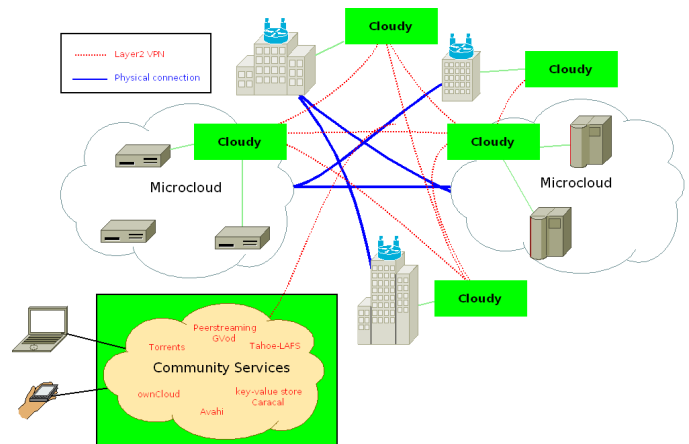 Cloudy
Layer2 VPN
Physical connection
Cloudy
Cloudy
Cloudy
Microcloud
Microcloud
Cloudy
Peerstreaming
GVod
Torrents
Tahoe-LAFS
Community Services
ownCloud
key-value store
Caracal
Avahi